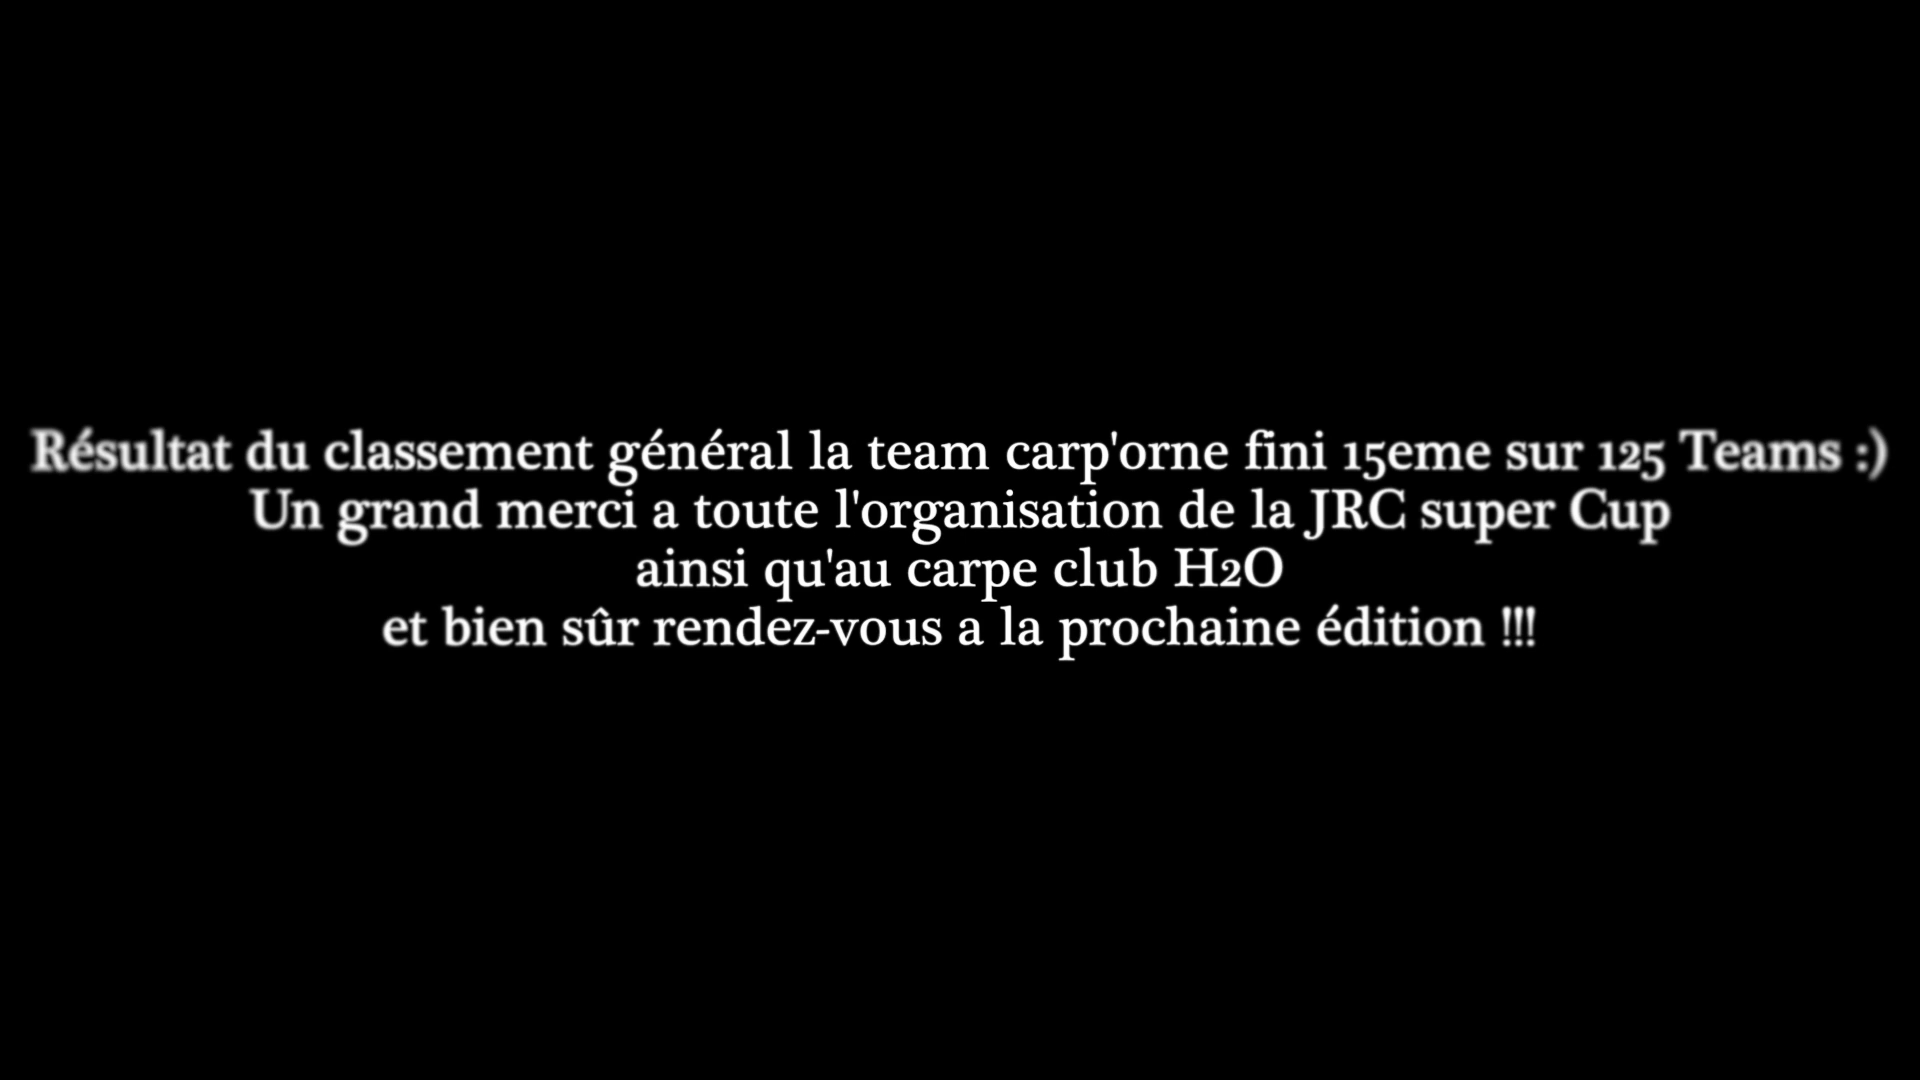 Résultat du classement général la team carp'orne fini 15eme sur 125 Teams :)
Un grand merci a toute l'organisation de la JRC super Cup
ainsi qu'au carpe club H2O
et bien sûr rendez-vous a la prochaine édition !!!